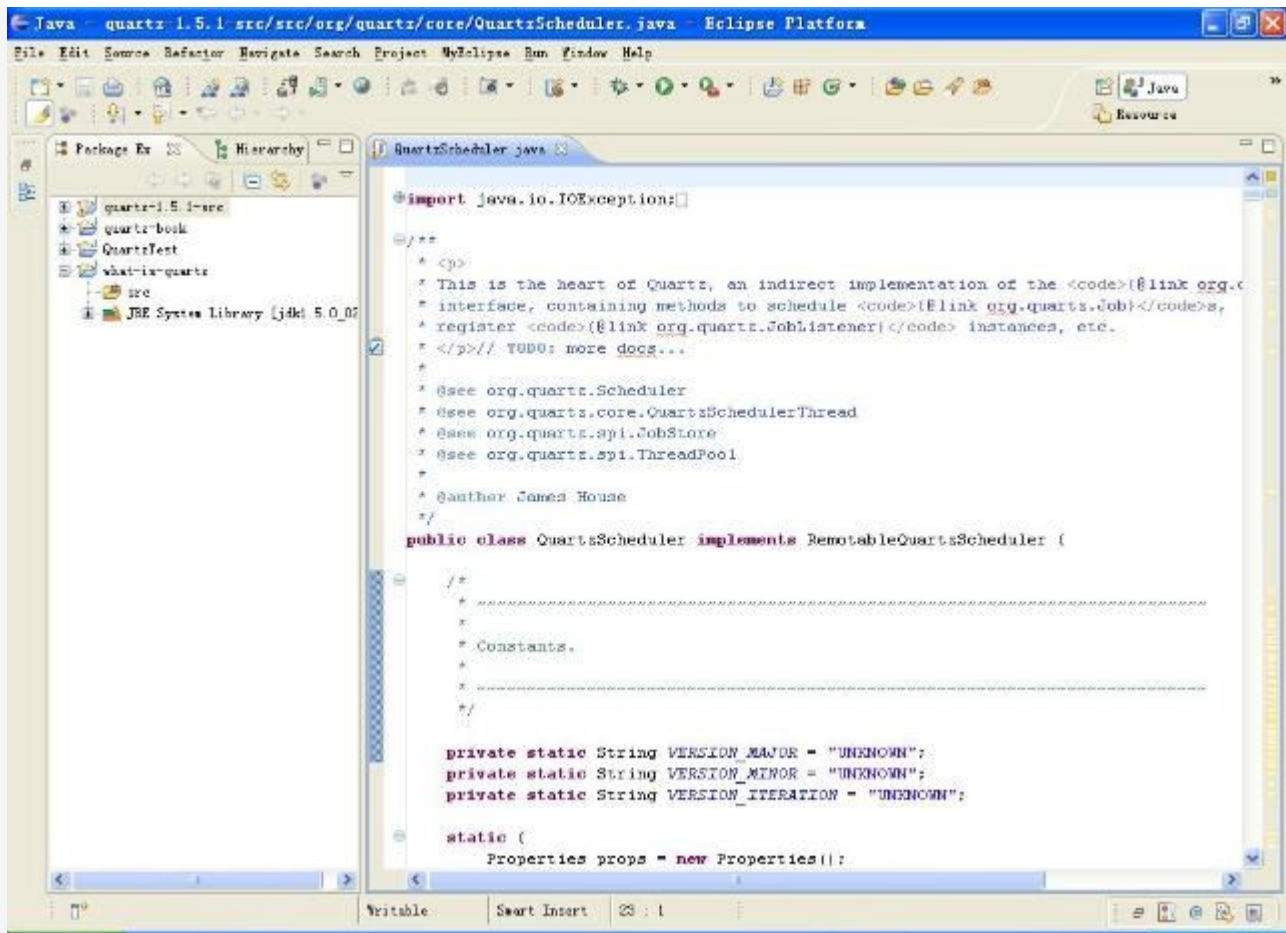 Java - quartz-1.5.1-src/src/org/quartz/core/QuartzScheduler.java - Eclipse Platform
File Edit Source Refactor Navigate Search Project MyEclipse Run Window Help
Java
Resource
Package Ex
Hierarchy
QuartzScheduler.java
quartz-1.5.1-src
quartz-book
QuartzTest
what-is-quartz
src
JRE System Library [jdk1.5.0_02
import java.io.IOException;
/**
* <p>
* This is the heart of Quartz, an indirect implementation of the <code>{@link org.q
* interface, containing methods to schedule <code>{@link org.quartz.Job}</code>s,
* register <code>{@link org.quartz.JobListener}</code> instances, etc.
* </p>// TODO: more docs...
*
* @see org.quartz.Scheduler
* @see org.quartz.core.QuartzSchedulerThread
* @see org.quartz.spi.JobStore
* @see org.quartz.spi.ThreadPool
*
* @author James House
*/
public class QuartzScheduler implements RemotableQuartzScheduler {
/*
* ~~~~~~~~~~~~~~~~~~~~~~~~~~~~~~~~~~~~~~~~~~~~~~~~~~~~~~~~~~~~~~~~~~~~~~~~~
*
* Constants.
*
* ~~~~~~~~~~~~~~~~~~~~~~~~~~~~~~~~~~~~~~~~~~~~~~~~~~~~~~~~~~~~~~~~~~~~~~~~~
*/
private static String VERSION_MAJOR = "UNKNOWN";
private static String VERSION_MINOR = "UNKNOWN";
private static String VERSION_ITERATION = "UNKNOWN";
static {
Properties props = new Properties();
Writable
Smart Insert
23 : 1